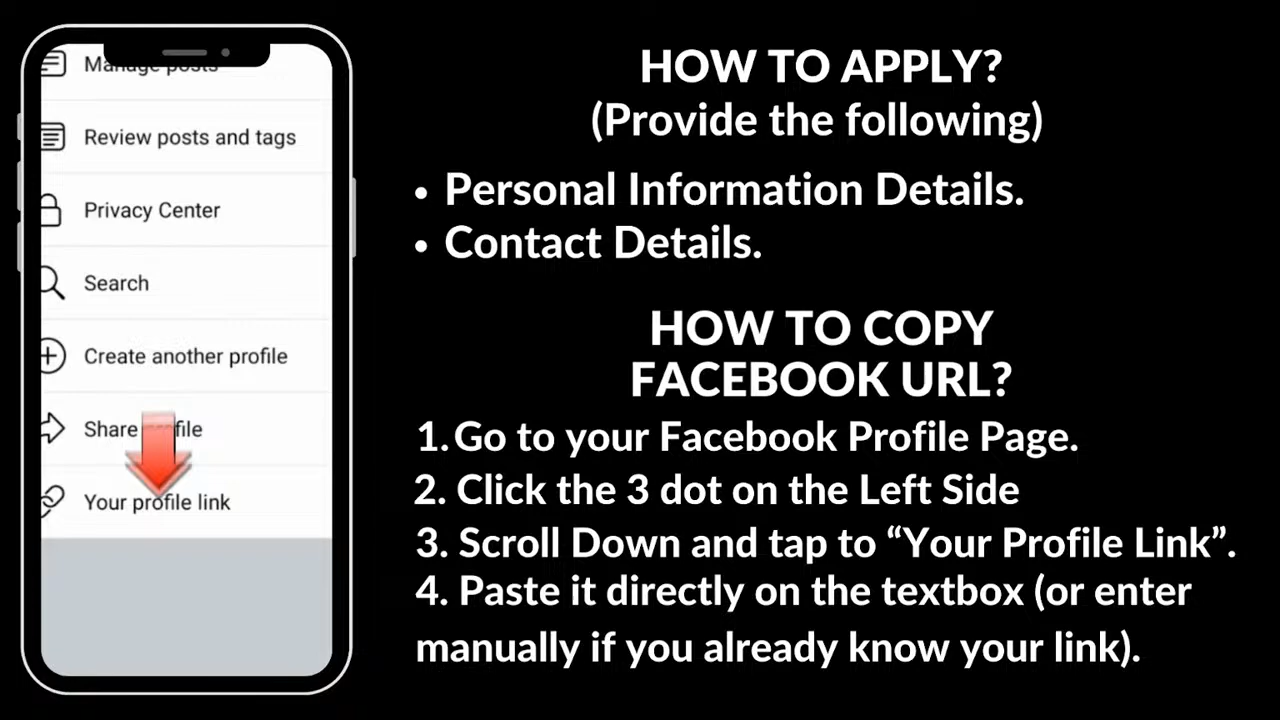 Manage posts
Review posts and tags
Privacy Center
Search
Create another profile
Share file
Your profile link
HOW TO APPLY?
(Provide the following)
• Personal Information Details.
• Contact Details.
HOW TO COPY
FACEBOOK URL?
1. Go to your Facebook Profile Page.
2. Click the 3 dot on the Left Side
3. Scroll Down and tap to “Your Profile Link”.
4. Paste it directly on the textbox (or enter
manually if you already know your link).